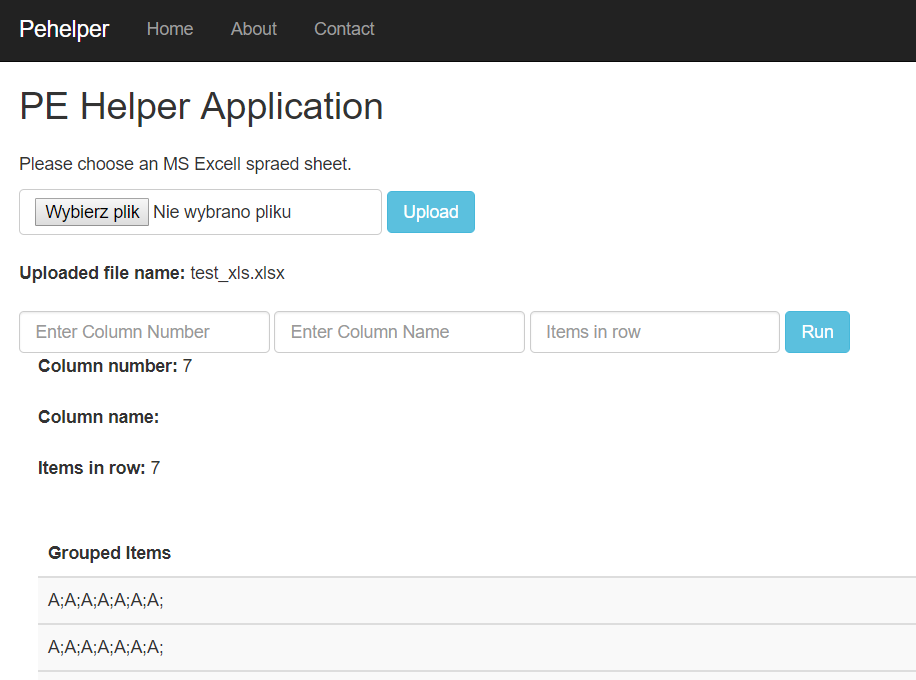 Pehelper Home About Contact
PE Helper Application
Please choose an MS Excell spraed sheet.
Wybierz plik Nie wybrano pliku Upload
Uploaded file name: test_xls.xlsx
Enter Column Number Enter Column Name Items in row Run
Column number: 7
Column name:
Items in row: 7
Grouped Items
A;A;A;A;A;A;A;
A;A;A;A;A;A;A;